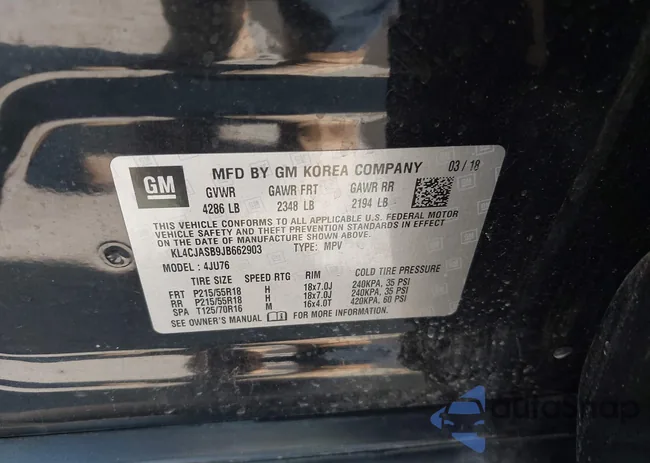 GM
MFD BY GM KOREA COMPANY 03 / 18
GVWR GAWR FRT GAWR RR
4286 LB 2348 LB 2194 LB
THIS VEHICLE CONFORMS TO ALL APPLICABLE U.S. FEDERAL MOTOR
VEHICLE SAFETY AND THEFT PREVENTION STANDARDS IN EFFECT ON
THE DATE OF MANUFACTURE SHOWN ABOVE.
KL4CJASB9JB662903 TYPE: MPV
MODEL : 4JU76
TIRE SIZE SPEED RTG RIM COLD TIRE PRESSURE
FRT P215/55R18 H 18x7.0J 240KPA, 35 PSI
RR P215/55R18 H 18x7.0J 240KPA, 35 PSI
SPA T125/70R16 M 16x4.0T 420KPA, 60 PSI
SEE OWNER'S MANUAL FOR MORE INFORMATION.
autoShop